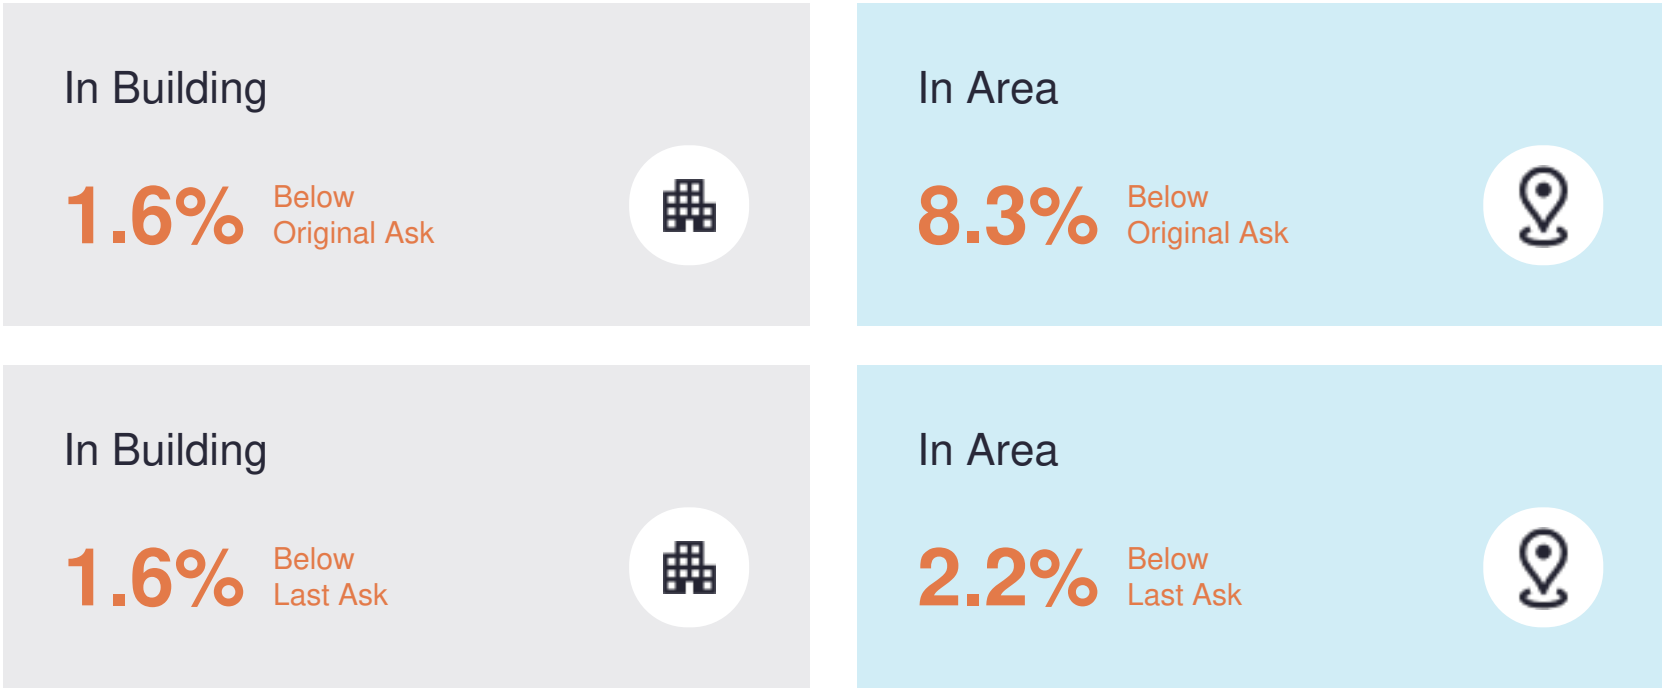 In Building
1.6%
Below
Original Ask
In Area
8.3%
Below
Original Ask
In Building
1.6%
Below
Last Ask
In Area
2.2%
Below
Last Ask